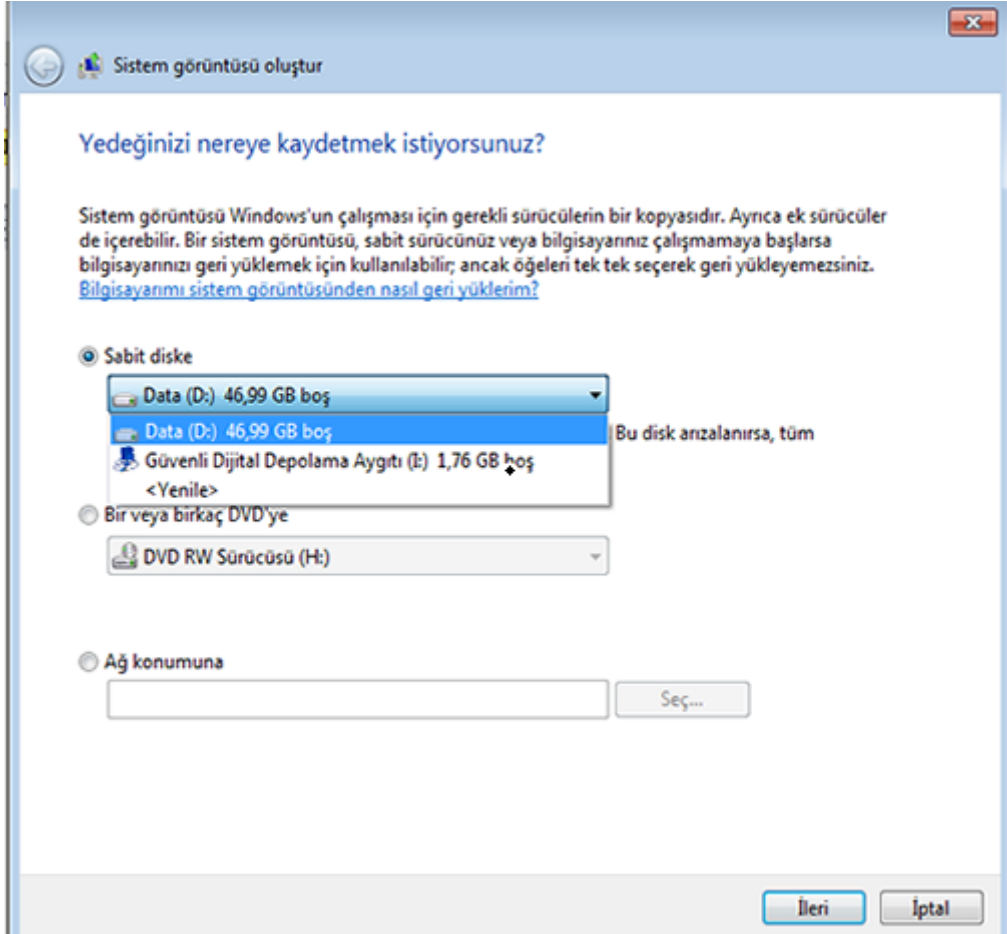 Sistem görüntüsü oluştur
Yedeğinizi nereye kaydetmek istiyorsunuz?
Sistem görüntüsü Windows'un çalışması için gerekli sürücülerin bir kopyasıdır. Ayrıca ek sürücüler
de içerebilir. Bir sistem görüntüsü, sabit sürücünüz veya bilgisayarınız çalışmamaya başlarsa
bilgisayarınızı geri yüklemek için kullanılabilir; ancak öğeleri tek tek seçerek geri yükleyemezsiniz.
Bilgisayarımı sistem görüntüsünden nasıl geri yüklerim?
Sabit diske
Data (D:) 46,99 GB boş
Data (D:) 46,99 GB boş
Bu disk arızalanırsa, tüm
Güvenli Dijital Depolama Aygıtı (I:) 1,76 GB boş
<Yenile>
Bir veya birkaç DVD'ye
DVD RW Sürücüsü (H:)
Ağ konumuna
Seç...
İleri
İptal